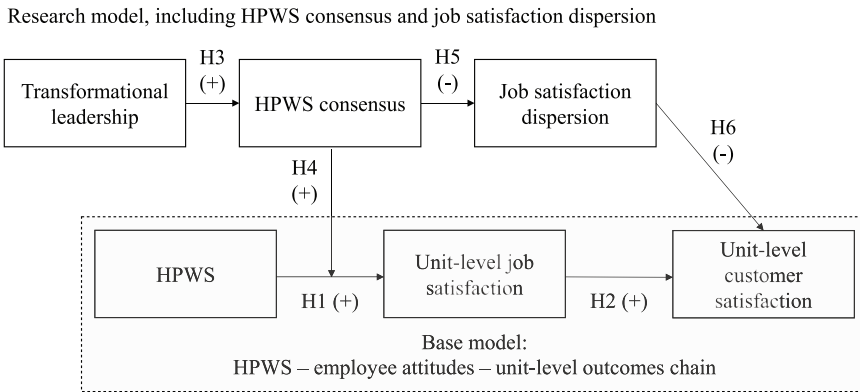 Research model, including HPWS consensus and job satisfaction dispersion
H3
(+)
H5
(-)
Transformational
leadership
HPWS consensus
Job satisfaction
dispersion
H6
(-)
H4
(+)
HPWS
H1 (+)
Unit-level job
satisfaction
H2 (+)
Unit-level
customer
satisfaction
Base model:
HPWS – employee attitudes – unit-level outcomes chain